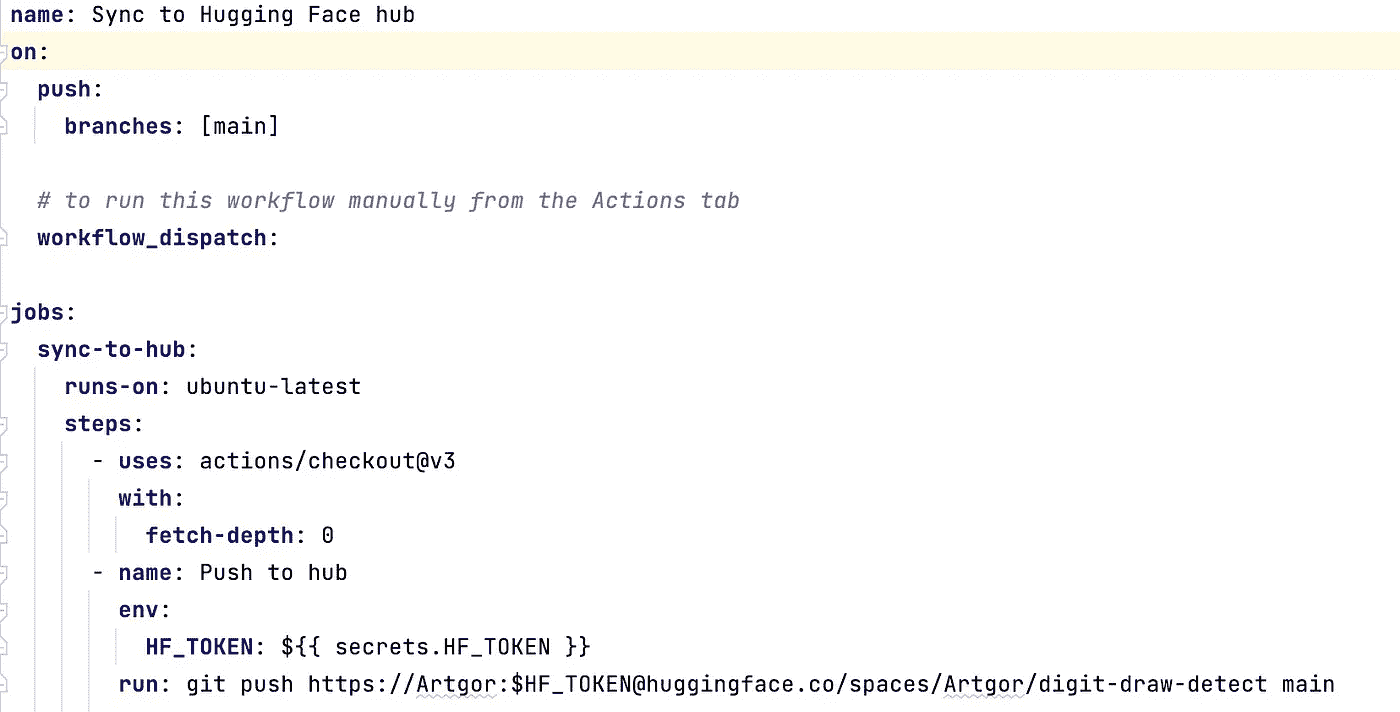 name: Sync to Hugging Face hub
on:
  push:
    branches: [main]

  # to run this workflow manually from the Actions tab
  workflow_dispatch:

jobs:
  sync-to-hub:
    runs-on: ubuntu-latest
    steps:
      - uses: actions/checkout@v3
        with:
          fetch-depth: 0
      - name: Push to hub
        env:
          HF_TOKEN: ${{ secrets.HF_TOKEN }}
        run: git push https://Artgor:$HF_TOKEN@huggingface.co/spaces/Artgor/digit-draw-detect main